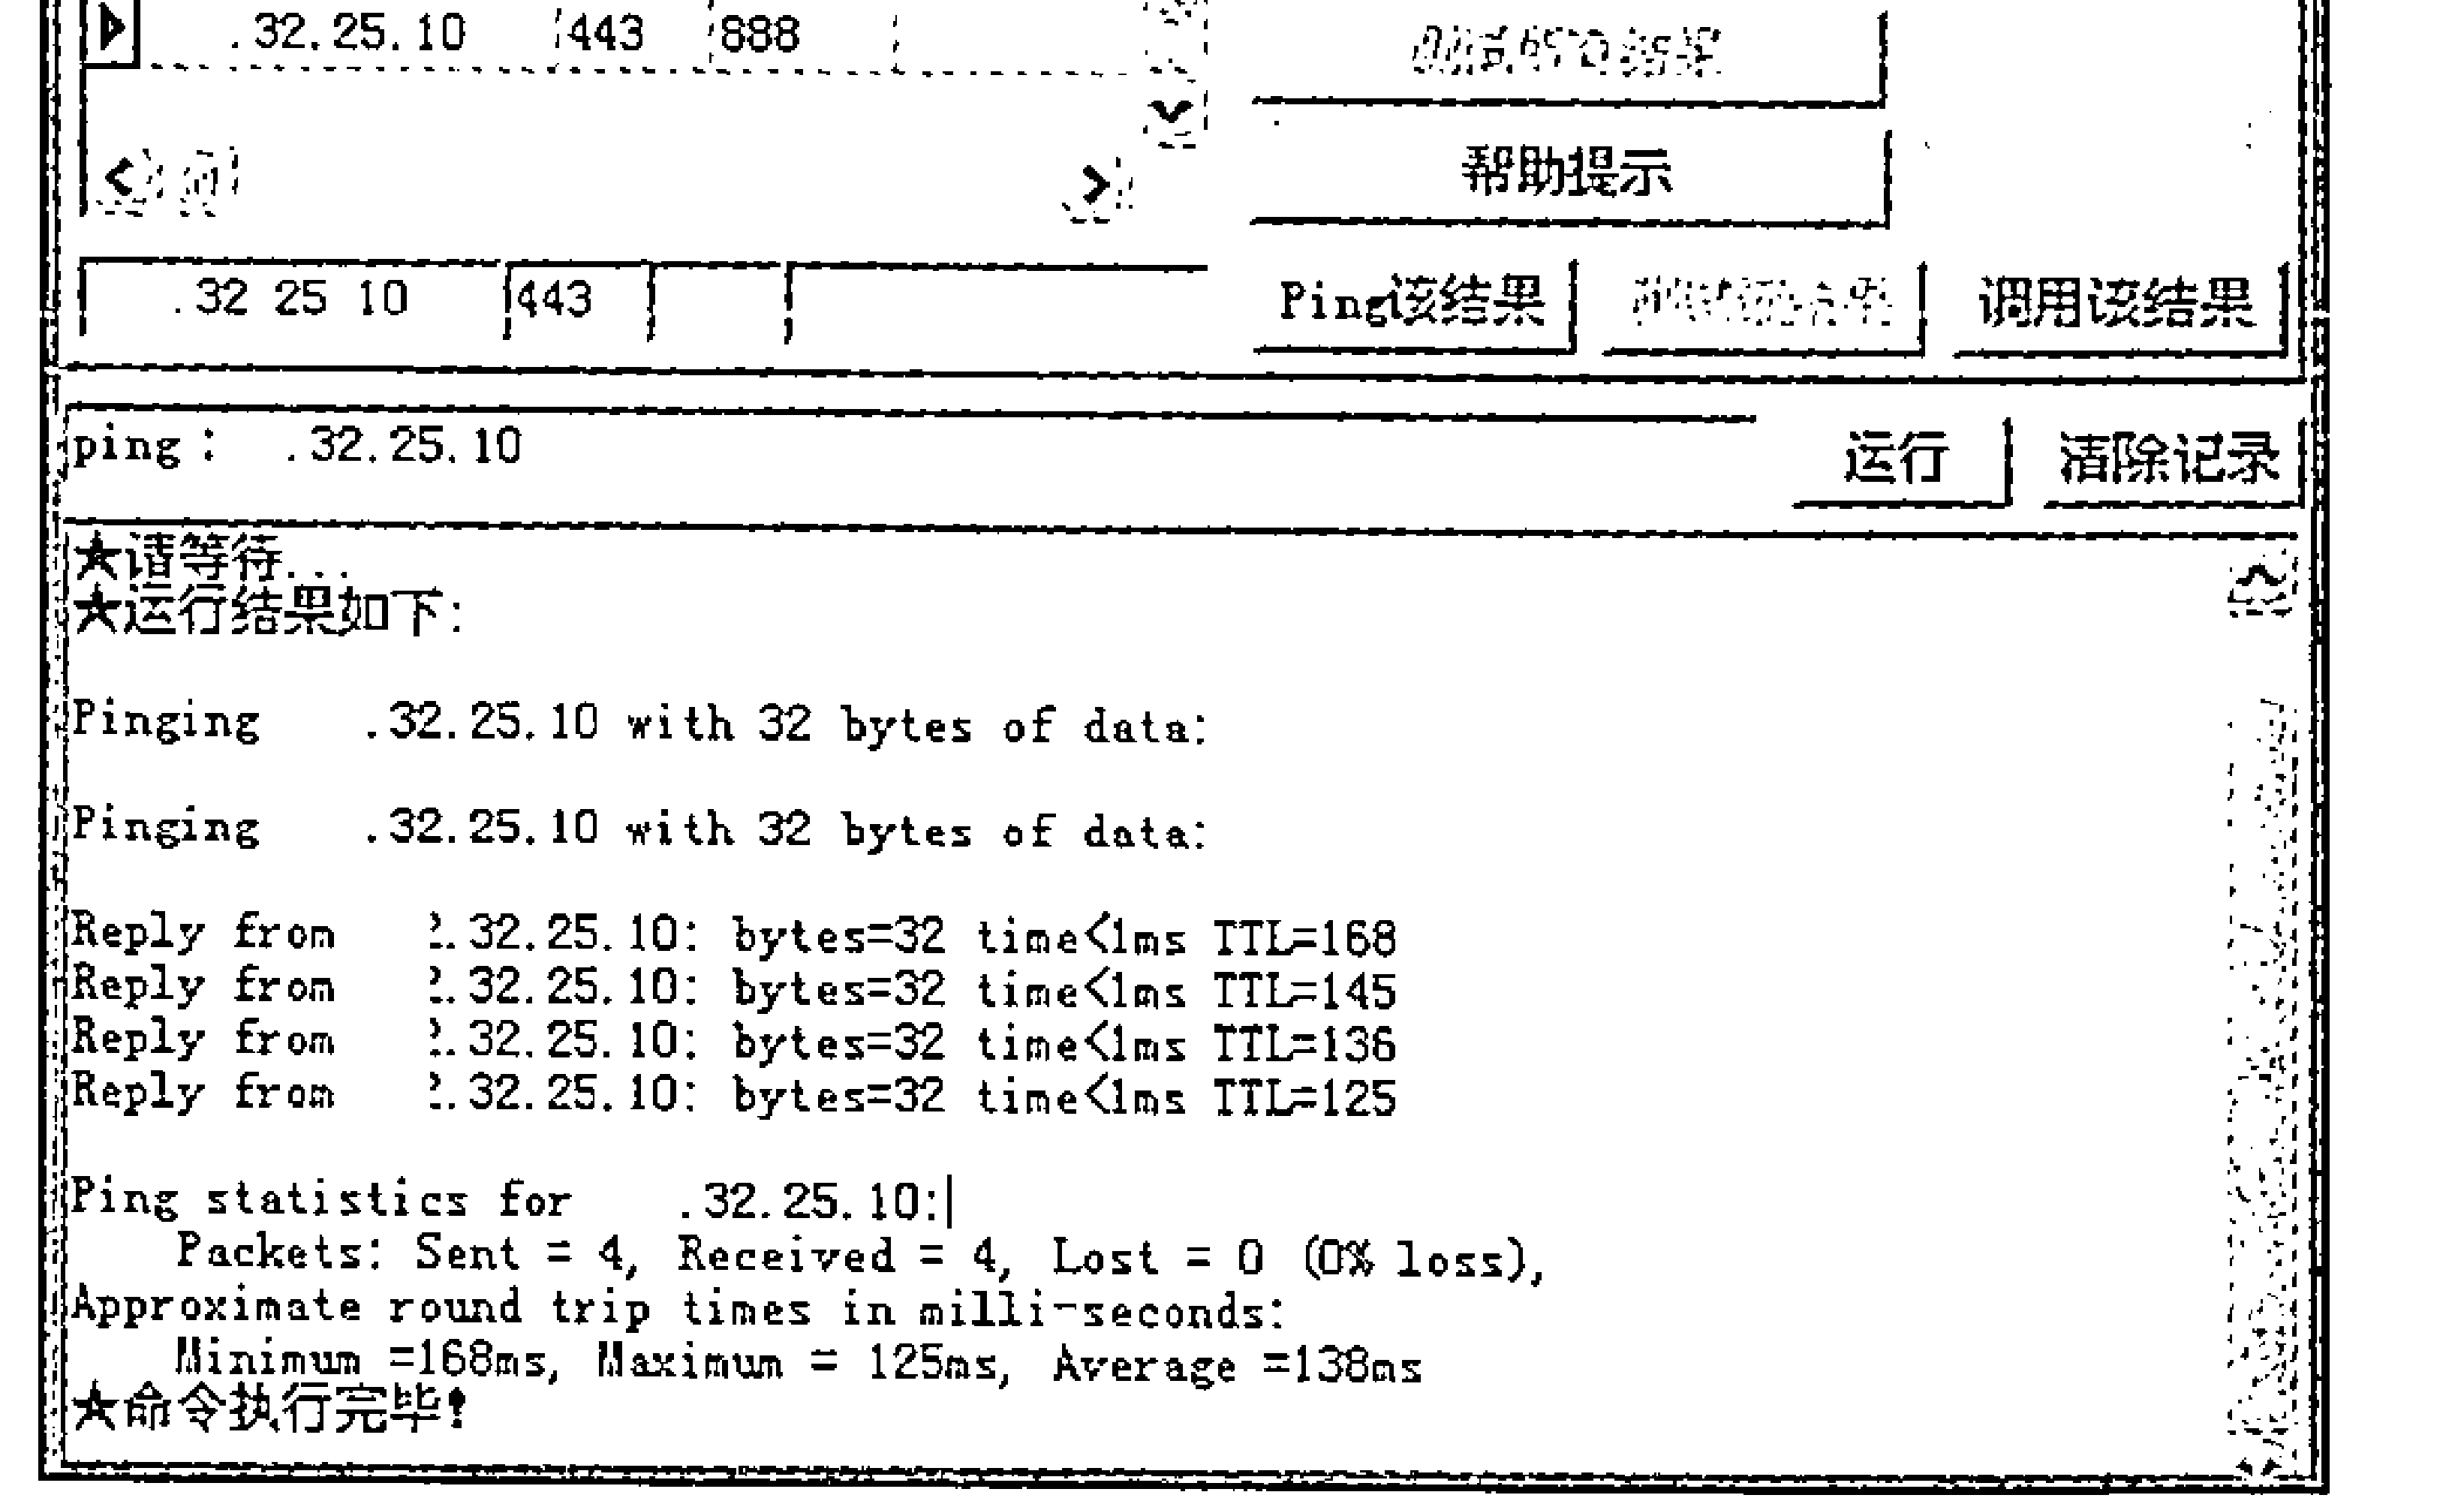 .32.25.10 443 888
帮助提示
.32 25 10 443
Ping该结果 调用该结果
ping： .32.25.10 运行 清除记录
★请等待...
★运行结果如下:
Pinging .32.25.10 with 32 bytes of data:
Pinging .32.25.10 with 32 bytes of data:
Reply from 2.32.25.10: bytes=32 time<1ms TTL=168
Reply from 2.32.25.10: bytes=32 time<1ms TTL=145
Reply from 2.32.25.10: bytes=32 time<1ms TTL=136
Reply from 2.32.25.10: bytes=32 time<1ms TTL=125
Ping statistics for .32.25.10:
Packets: Sent = 4, Received = 4, Lost = 0 (0% loss),
Approximate round trip times in milli-seconds:
Minimum =168ms, Maximum = 125ms, Average =138ms
★命令执行完毕!